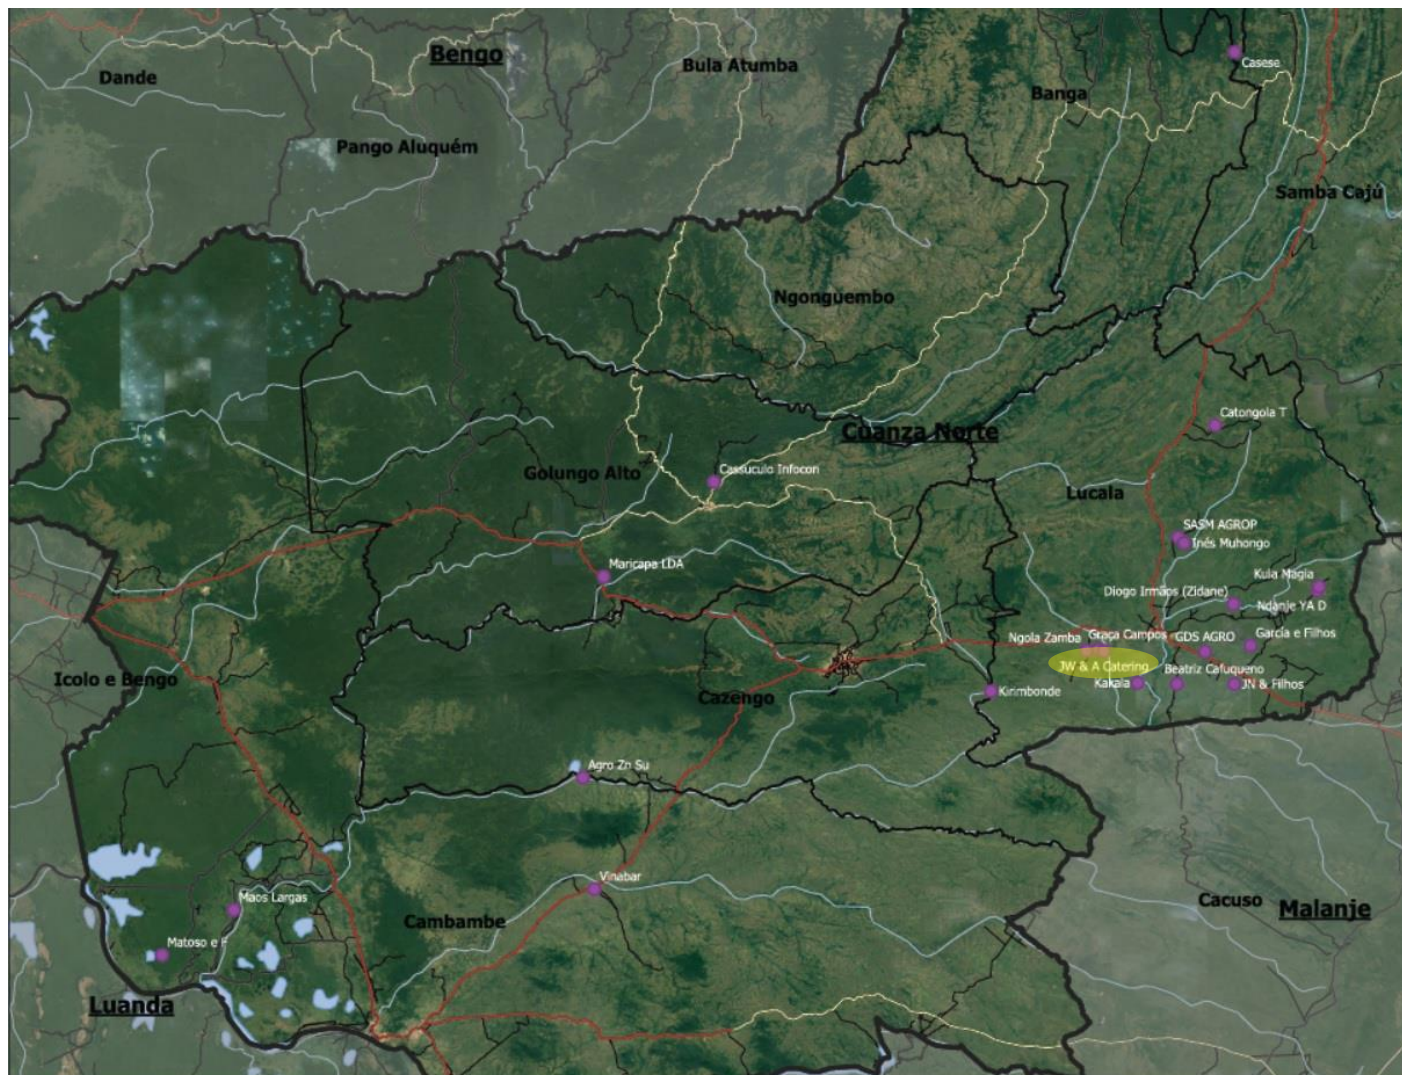 Bengo
Dande
Bula Atumba
Casese
Banga
Pango Aluquém
Samba Cajú
Ngonguembo
Catongola T
Cuanza Norte
Golungo Alto
Cassuculo Infocon
Lucala
SASM AGROP
Inés Muhongo
Maricapa LDA
Kula Magia
Diogo Irmãos (Zidane)
Ndanje YA D
Ngola Zamba
Graça Campos
GDS AGRO
García e Filhos
JW & A Catering
Beatriz Cafuqueno
Icolo e Bengo
Kakala
JN & Filhos
Kirimbonde
Cazengo
Agro Zn Su
Vinabar
Maos Largas
Cambambe
Cacuso
Malanje
Matoso e F
Luanda